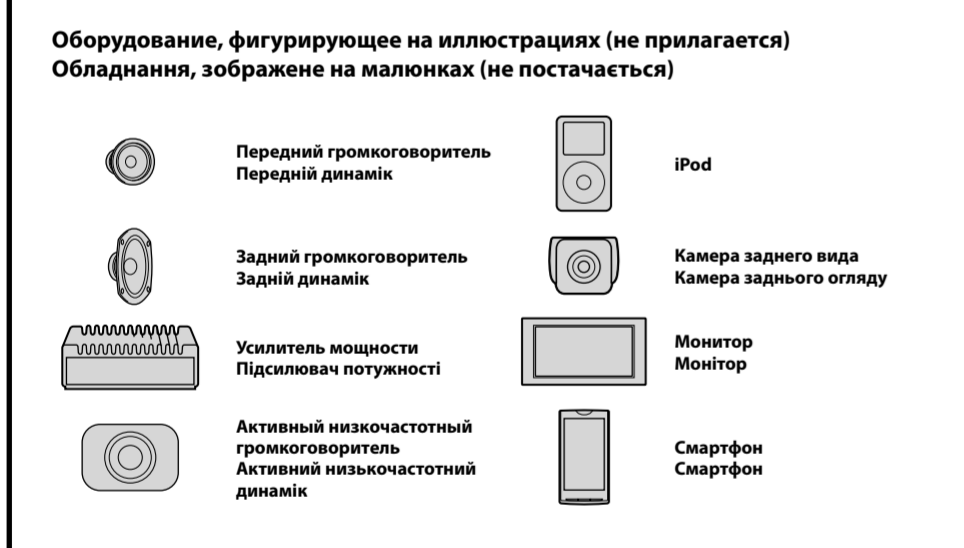 Оборудование, фигурирующее на иллюстрациях (не прилагается)
Обладнання, зображене на малюнках (не постачається)
Передний громкоговоритель
Передній динамік
Задний громкоговоритель
Задній динамік
Усилитель мощности
Підсилювач потужності
Активный низкочастотный
громкоговоритель
Активний низькочастотний
динамік
iPod
Камера заднего вида
Камера заднього огляду
Монитор
Монітор
Смартфон
Смартфон